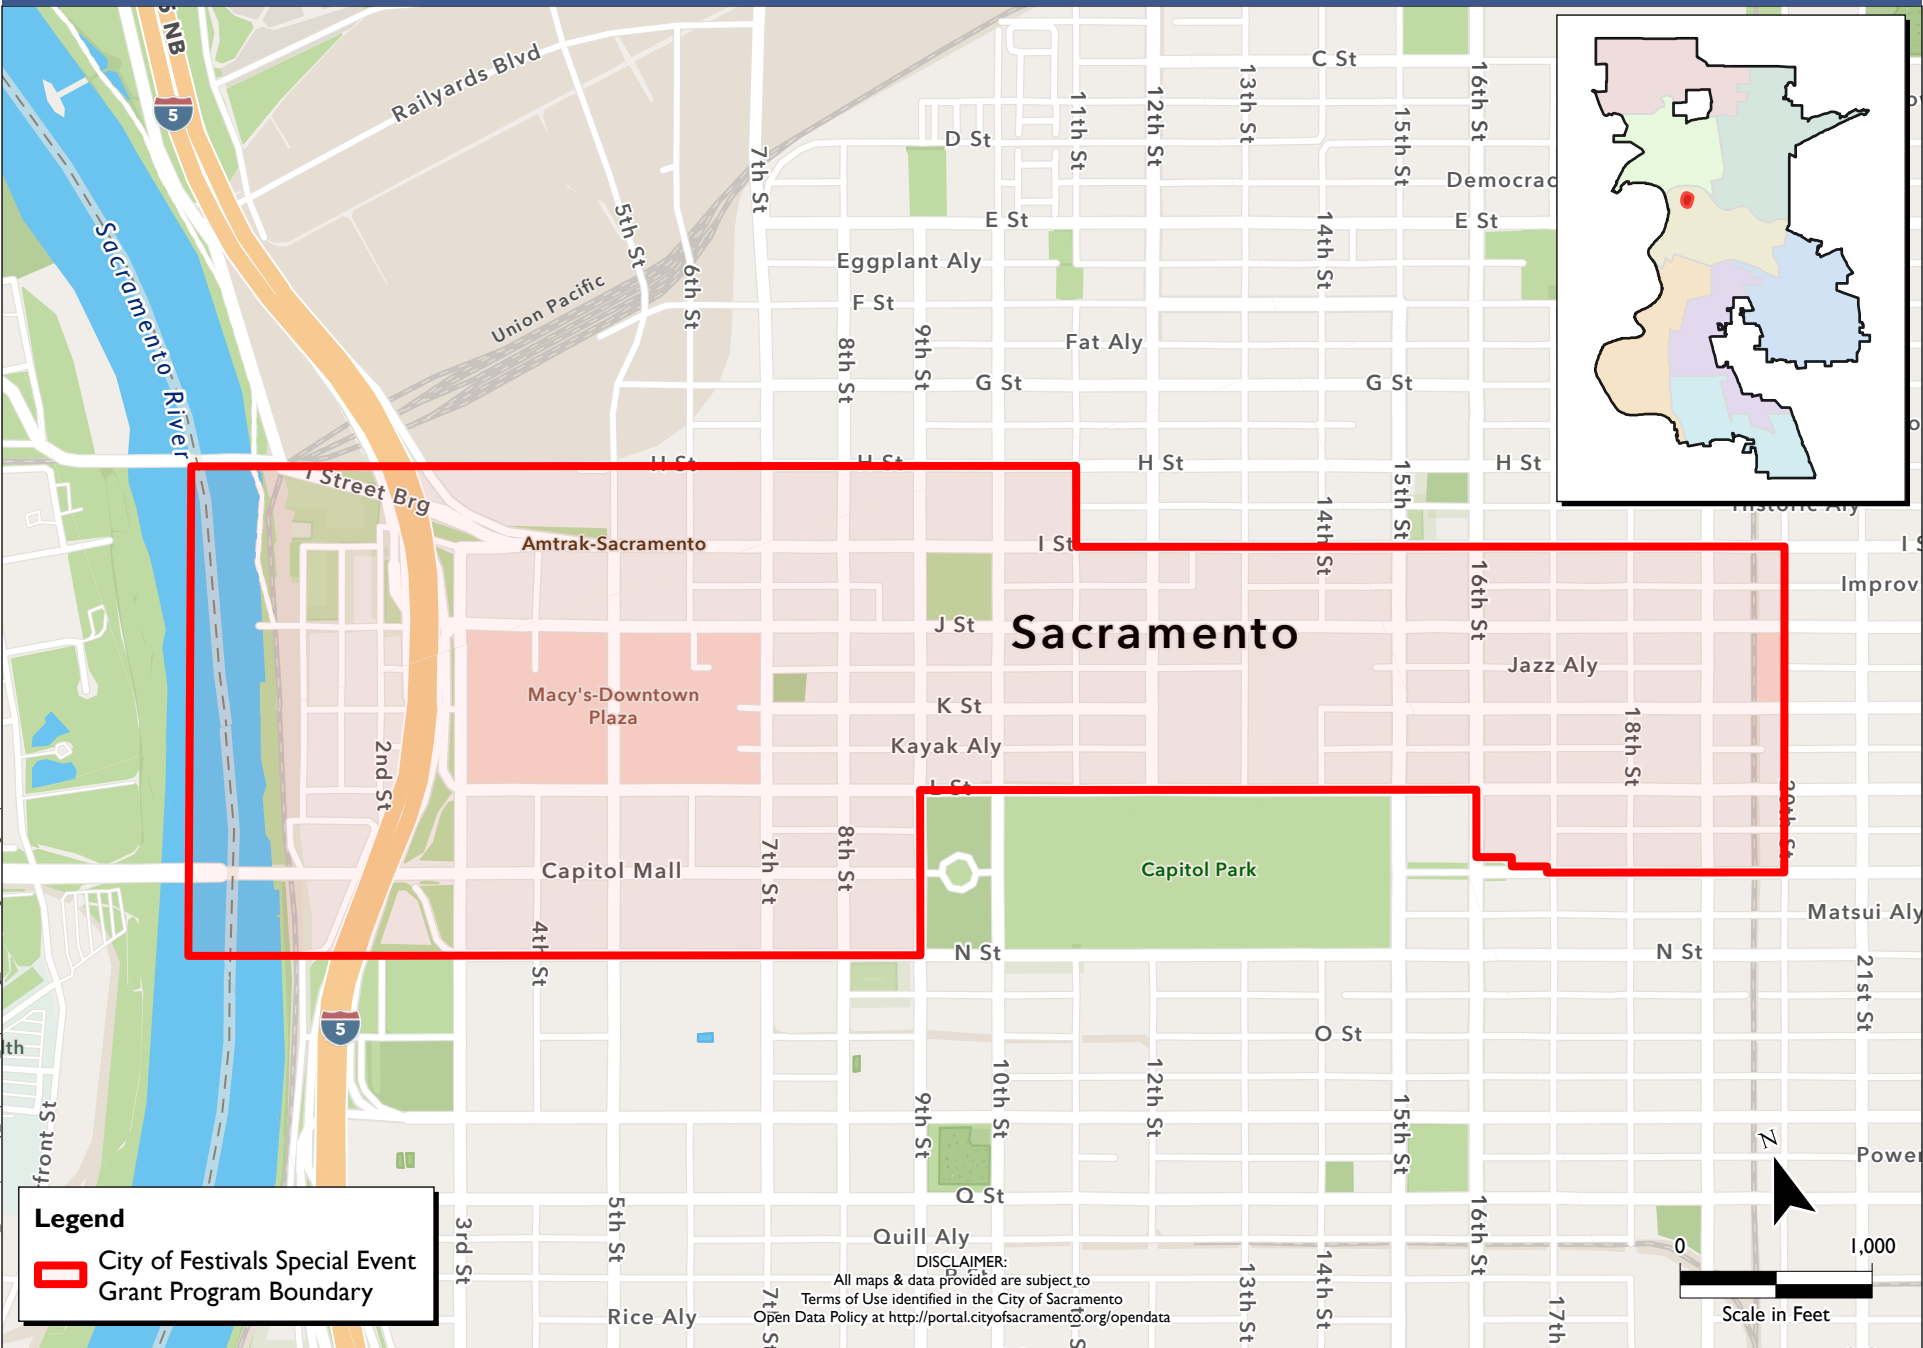 5 NB
5
Railyards Blvd
C St
16th St
13th St
12th St
11th St
15th St
D St
7th St
Democrac
5th St
E St
E St
14th St
Sacramento River
Eggplant Aly
6th St
Union Pacific
F St
9th St
Fat Aly
8th St
G St
G St
H St
H St
H St
H St
I Street Brg
15th St
14th St
Historic Aly
Amtrak-Sacramento
I St
I S
16th St
Improv
J St
Sacramento
Jazz Aly
Macy's-Downtown
Plaza
K St
18th St
Kayak Aly
2nd St
L St
20th St
7th St
8th St
Capitol Mall
Capitol Park
Matsui Aly
4th St
N St
N St
21st St
5
O St
lth
10th St
12th St
9th St
15th St
front St
N
Power
Q St
5th St
16th St
3rd St
Quill Aly
13th St
14th St
17th
7th St
Rice Aly
Legend
City of Festivals Special Event
Grant Program Boundary
DISCLAIMER:
All maps & data provided are subject to
Terms of Use identified in the City of Sacramento
Open Data Policy at http://portal.cityofsacramento.org/opendata
0 1,000
Scale in Feet